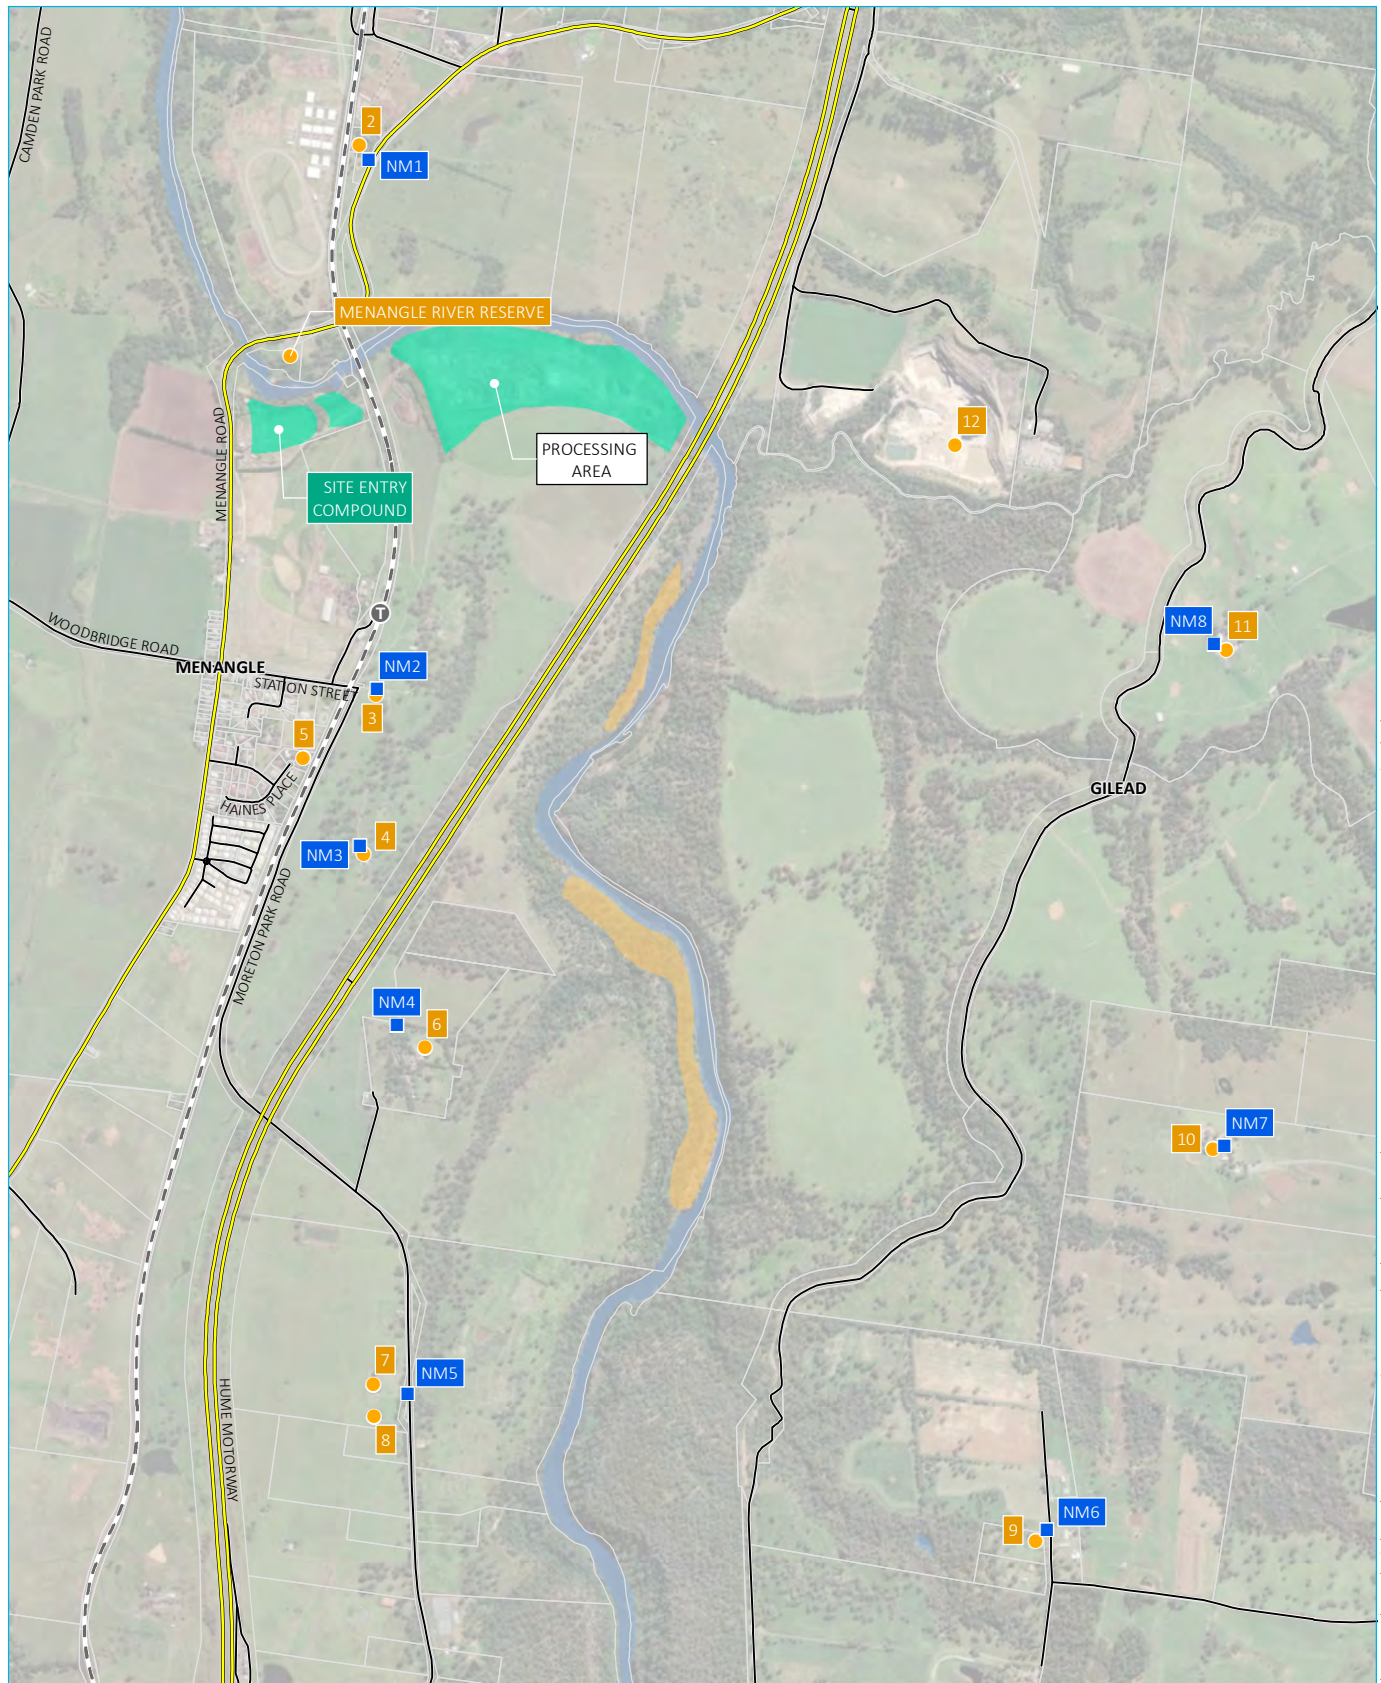 CAMDEN PARK ROAD
2
NM1
MENANGLE RIVER RESERVE
MENANGLE ROAD
12
PROCESSING
AREA
SITE ENTRY
COMPOUND
T
WOODBRIDGE ROAD
MENANGLE
STATION STREET
NM2
3
NM8
11
5
HAINES PLACE
GILEAD
4
NM3
MORETON PARK ROAD
NM4
6
NM7
10
7
NM5
8
HUME MOTORWAY
NM6
9